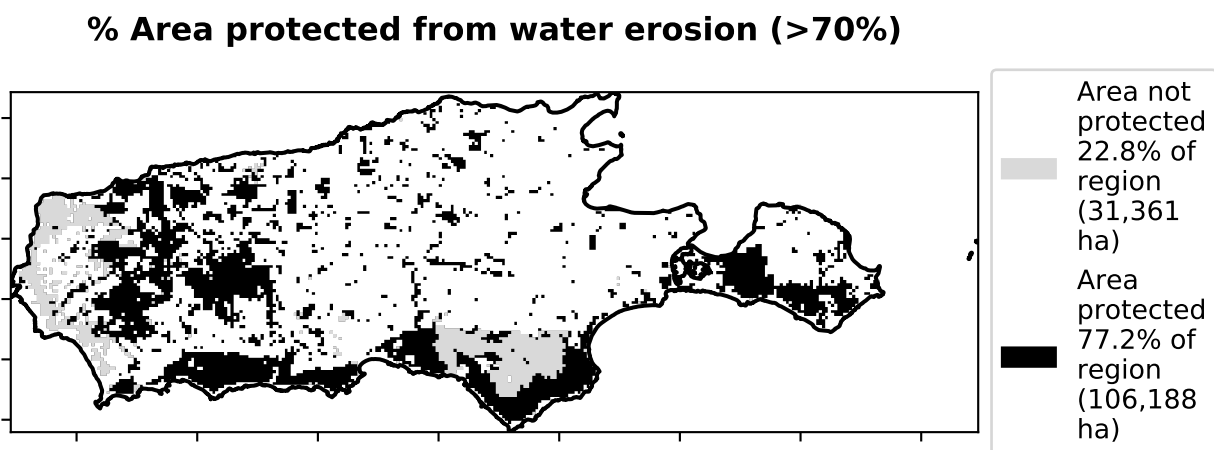 % Area protected from water erosion (>70%)
Area not
protected
22.8% of
region
(31,361
ha)
Area
protected
77.2% of
region
(106,188
ha)